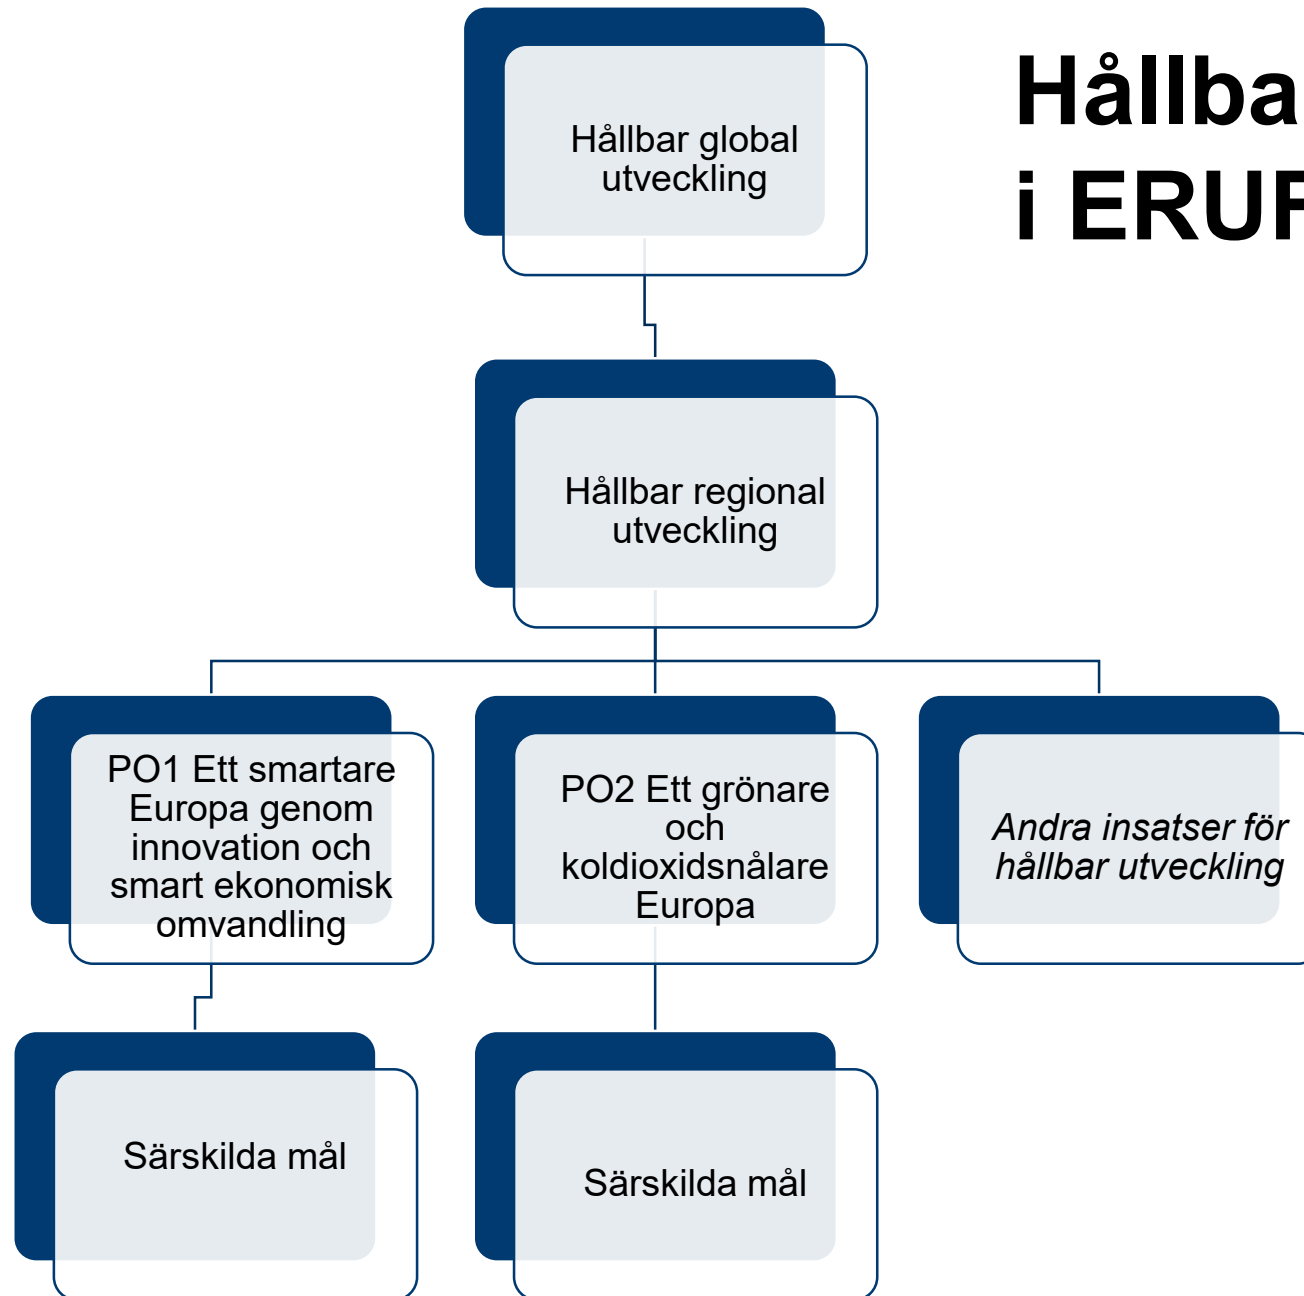 Hållba
i ERUF
Hållbar global
utveckling
Hållbar regional
utveckling
PO1 Ett smartare
Europa genom
innovation och
smart ekonomisk
omvandling
PO2 Ett grönare
och
koldioxidsnålare
Europa
Andra insatser för
hållbar utveckling
Särskilda mål
Särskilda mål